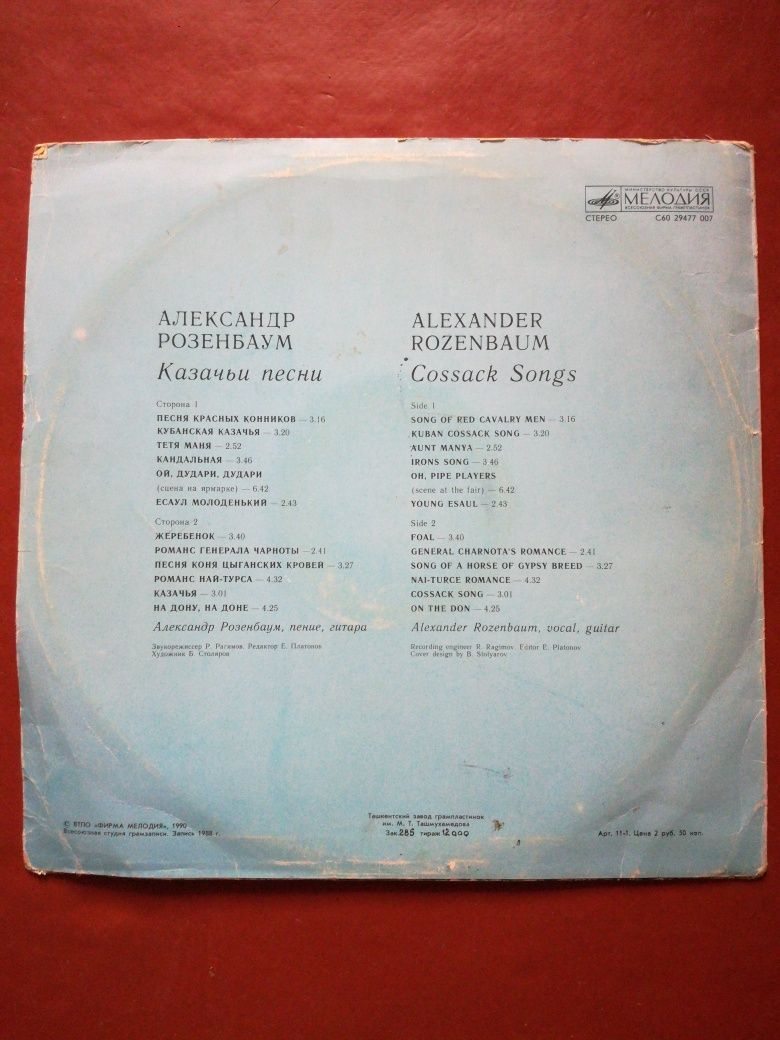 МИНИСТЕРСТВО КУЛЬТУРЫ СССР
МЕЛОДИЯ
ВСЕСОЮЗНАЯ ФИРМА ГРАМПЛАСТИНОК
СТЕРЕО С60 29477 007
АЛЕКСАНДР
РОЗЕНБАУМ
Казачьи песни
Сторона 1
ПЕСНЯ КРАСНЫХ КОННИКОВ — 3.16
КУБАНСКАЯ КАЗАЧЬЯ — 3.20
ТЕТЯ МАНЯ — 2.52
КАНДАЛЬНАЯ — 3.46
ОЙ, ДУДАРИ, ДУДАРИ
(сцена на ярмарке) — 6.42
ЕСАУЛ МОЛОДЕНЬКИЙ — 2.43
Сторона 2
ЖЕРЕБЕНОК — 3.40
РОМАНС ГЕНЕРАЛА ЧАРНОТЫ — 2.41
ПЕСНЯ КОНЯ ЦЫГАНСКИХ КРОВЕЙ — 3.27
РОМАНС НАЙ-ТУРСА — 4.32
КАЗАЧЬЯ — 3.01
НА ДОНУ, НА ДОНЕ — 4.25
Александр Розенбаум, пение, гитара
Звукорежиссер Р. Рагимов. Редактор Е. Платонов
Художник Б. Столяров
ALEXANDER
ROZENBAUM
Cossack Songs
Side 1
SONG OF RED CAVALRY MEN — 3.16
KUBAN COSSACK SONG — 3.20
AUNT MANYA — 2.52
IRONS SONG — 3.46
OH, PIPE PLAYERS
(scene at the fair) — 6.42
YOUNG ESAUL — 2.43
Side 2
FOAL — 3.40
GENERAL CHARNOTA'S ROMANCE — 2.41
SONG OF A HORSE OF GYPSY BREED — 3.27
NAI-TURCE ROMANCE — 4.32
COSSACK SONG — 3.01
ON THE DON — 4.25
Alexander Rozenbaum, vocal, guitar
Recording engineer R. Ragimov. Editor E. Platonov
Cover design by B. Stolyarov
© ВТПО «ФИРМА МЕЛОДИЯ», 1990
Всесоюзная студия грамзаписи. Запись 1988 г.
Ташкентский завод грампластинок
им. М. Т. Ташмухамедова
Зак. 285 тираж 12 000
Арт. 11-1. Цена 2 руб. 50 коп.